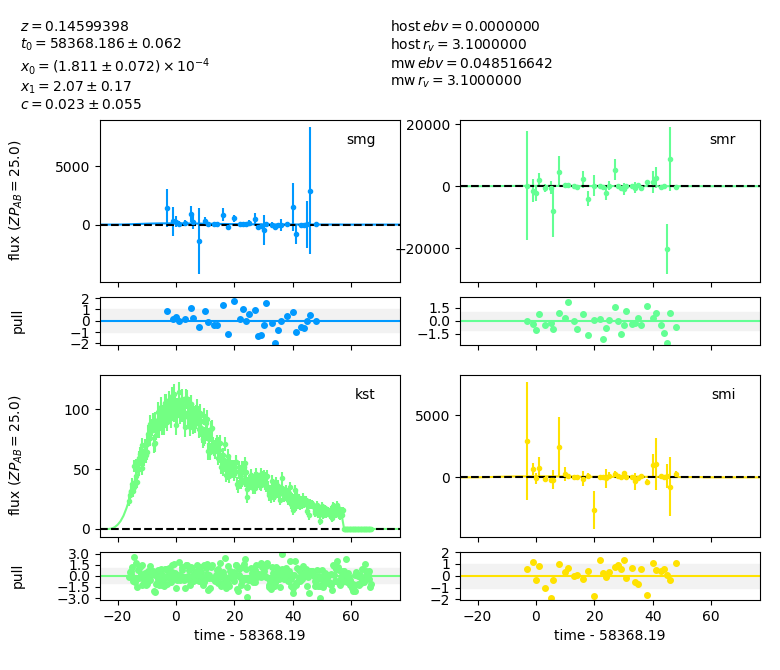 z = 0.14599398
t₀ = 58368.186 ± 0.062
x₀ = (1.811 ± 0.072) × 10⁻⁴
x₁ = 2.07 ± 0.17
c = 0.023 ± 0.055
host ebv = 0.0000000
host r_v = 3.1000000
mw ebv = 0.048516642
mw r_v = 3.1000000
flux (ZP_AB = 25.0)
5000
0
smg
20000
0
−20000
smr
pull
2
1
0
−1
−2
1.5
0.0
−1.5
flux (ZP_AB = 25.0)
100
50
0
kst
5000
0
smi
pull
3.0
1.5
0.0
−1.5
−3.0
2
1
0
−1
−2
−20 0 20 40 60
−20 0 20 40 60
time - 58368.19
time - 58368.19